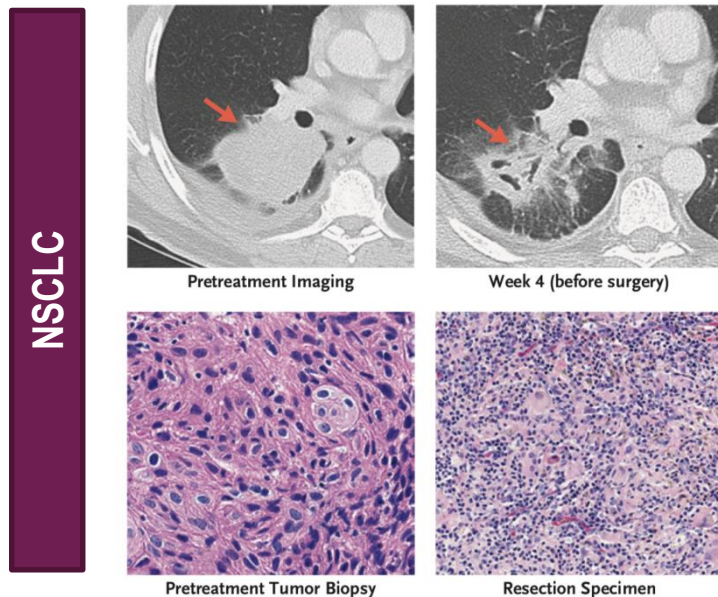 NSCLC
Pretreatment Imaging
Week 4 (before surgery)
Pretreatment Tumor Biopsy
Resection Specimen